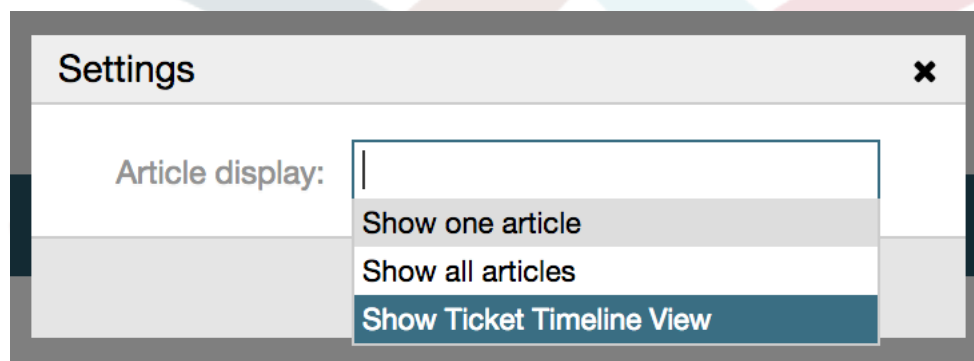 Settings
Article display:
Show one article
Show all articles
Show Ticket Timeline View